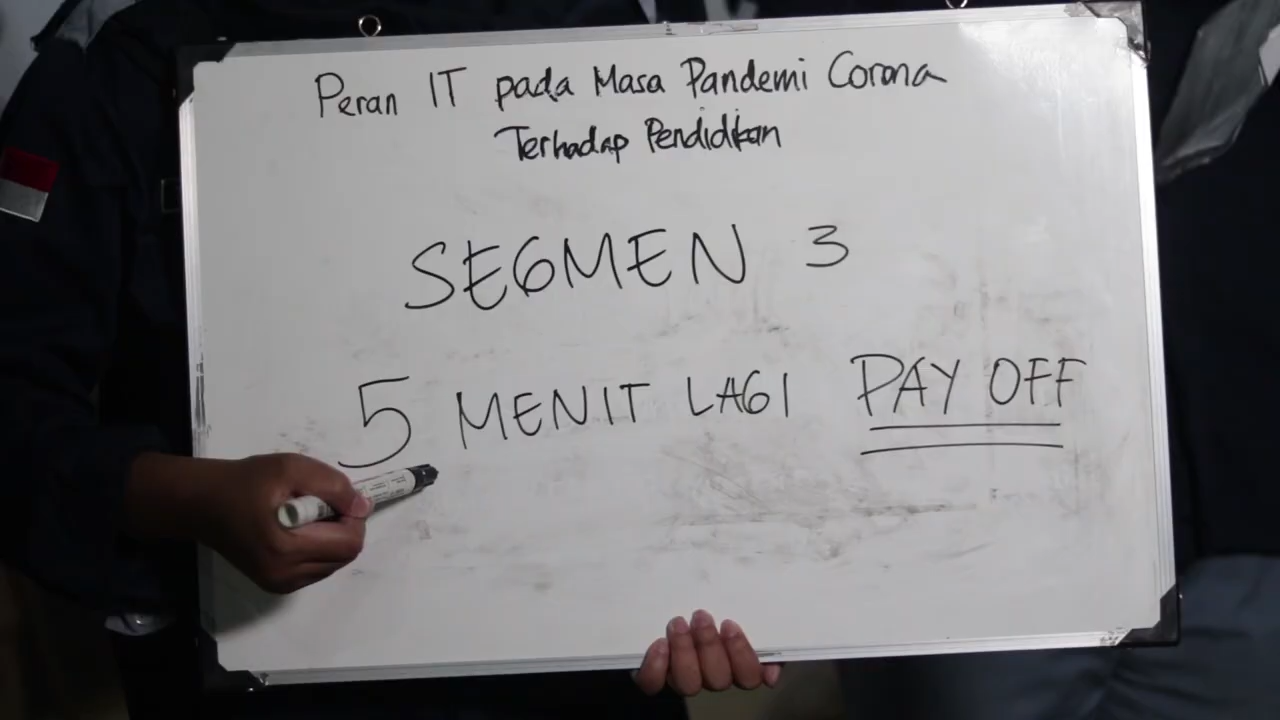 Peran IT pada Masa Pandemi Corona
Terhadap Pendidikan
SEGMEN 3
5 MENIT LAGI PAY OFF